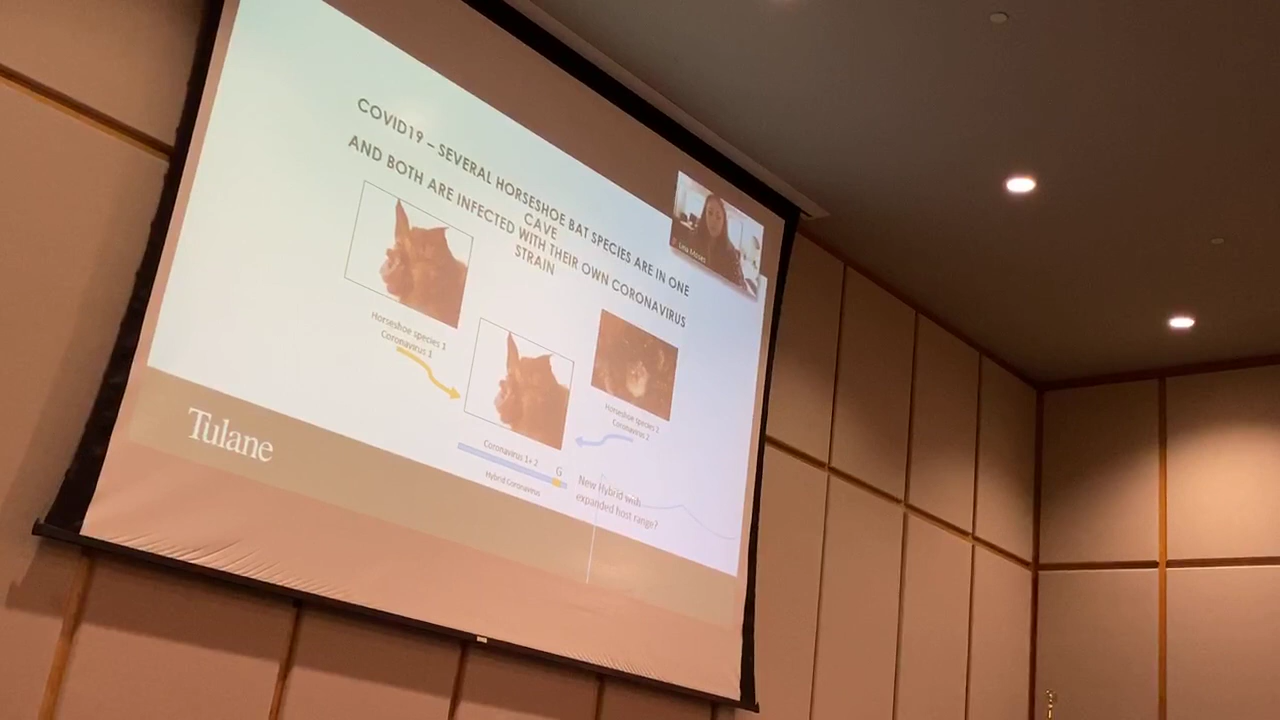 COVID19 – SEVERAL HORSESHOE BAT SPECIES ARE IN ONE
CAVE
AND BOTH ARE INFECTED WITH THEIR OWN CORONAVIRUS
STRAIN
Lina Moses
Horseshoe species 1
Coronavirus 1
Horseshoe species 2
Coronavirus 2
Coronavirus 1+ 2
G
Hybrid Coronavirus
New Hybrid with
expanded host range?
Tulane